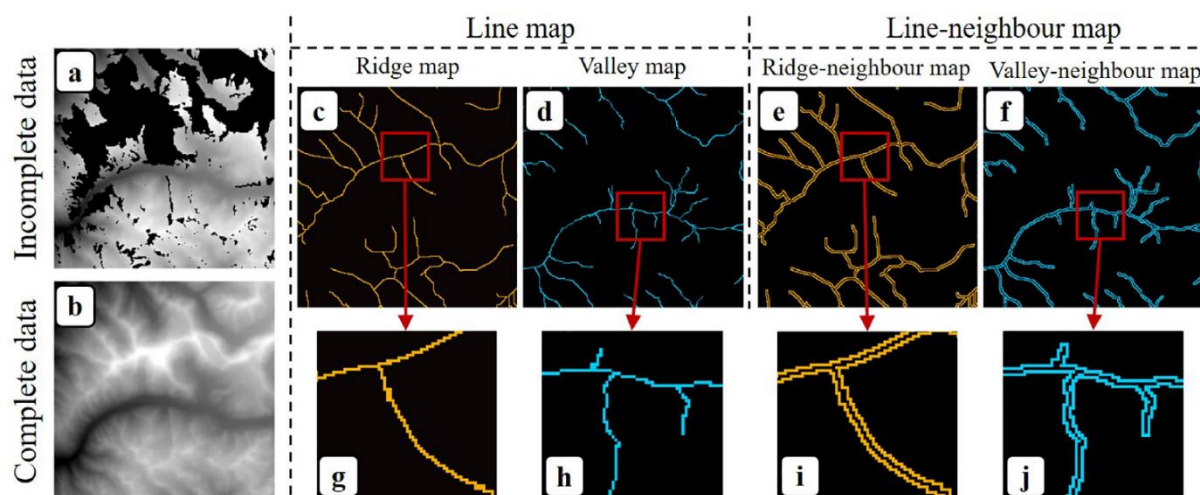 Line map
Line-neighbour map
Ridge map
Valley map
Ridge-neighbour map
Valley-neighbour map
Incomplete data
a
c
d
e
f
Complete data
b
g
h
i
j